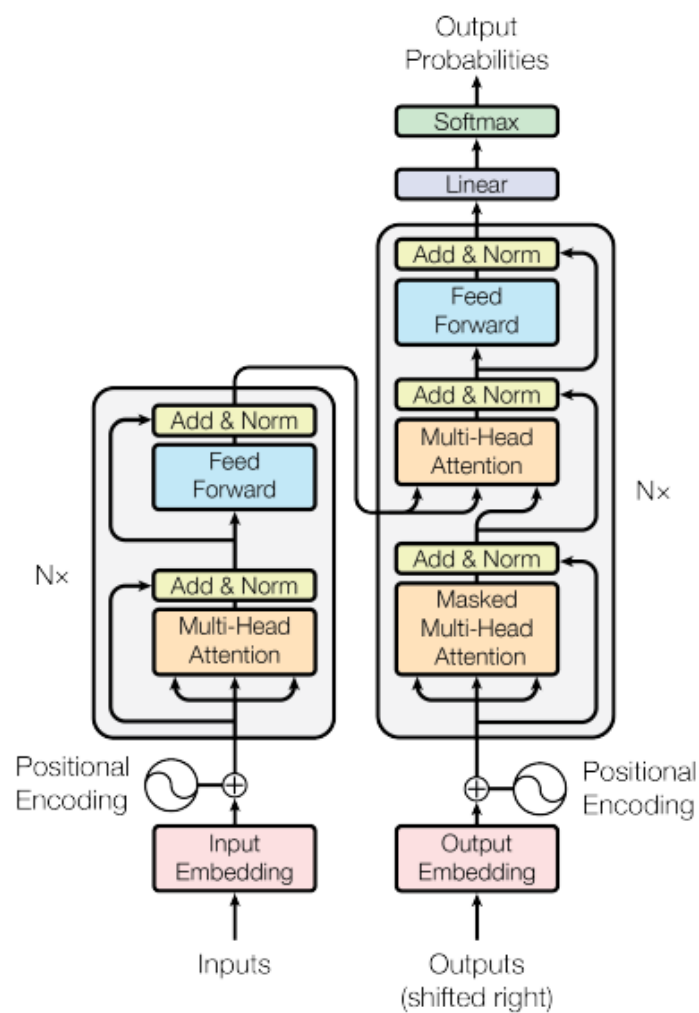 Output
Probabilities
Softmax
Linear
Add & Norm
Feed
Forward
Add & Norm
Multi-Head
Attention
Add & Norm
Masked
Multi-Head
Attention
Nx
Add & Norm
Feed
Forward
Add & Norm
Multi-Head
Attention
Nx
Positional
Encoding
Positional
Encoding
Input
Embedding
Output
Embedding
Inputs
Outputs
(shifted right)